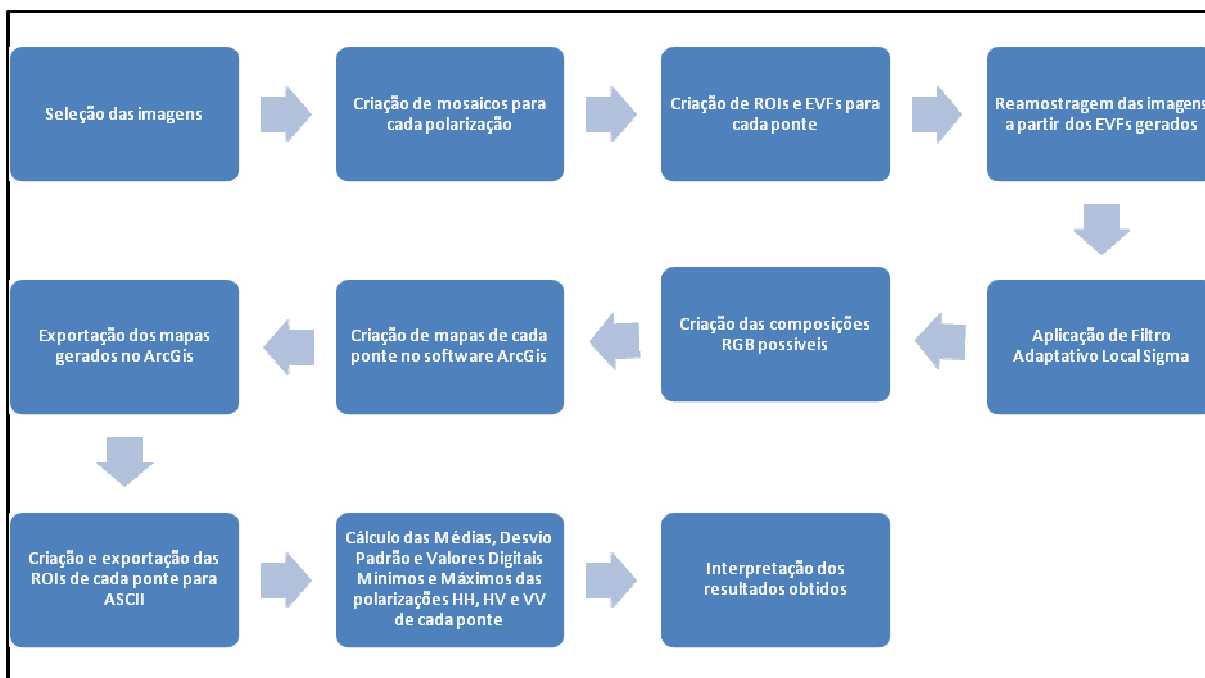 Seleção das imagens
Criação de mosaicos para
cada polarização
Criação de ROIs e EVFs para
cada ponte
Reamostragem das imagens
a partir dos EVFs gerados
Aplicação de Filtro
Adaptativo Local Sigma
Criação das composições
RGB possíveis
Criação de mapas de cada
ponte no software ArcGis
Exportação dos mapas
gerados no ArcGis
Criação e exportação das
ROIs de cada ponte para
ASCII
Cálculo das Médias, Desvio
Padrão e Valores Digitais
Mínimos e Máximos das
polarizações HH, HV e VV
de cada ponte
Interpretação dos
resultados obtidos